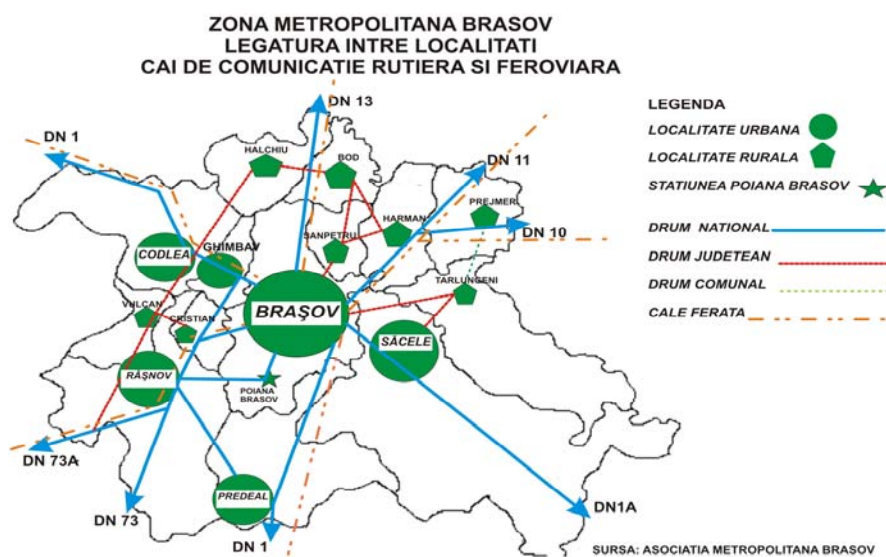 ZONA METROPOLITANA BRASOV
LEGATURA INTRE LOCALITATI
CAI DE COMUNICATIE RUTIERA SI FEROVIARA
DN 13
DN 1
HALCHIU
BOD
DN 11
PREJMER
HARMAN
SANPETRU
DN 10
GHIMBAV
CODLEA
TARLUNGENI
BRAŞOV
VULCAN
CRISTIAN
SĂCELE
RÂŞNOV
POIANA
BRASOV
DN 73A
PREDEAL
DN 73
DN 1
DN1A
LEGENDA
LOCALITATE URBANA
LOCALITATE RURALA
STATIUNEA POIANA BRASOV
DRUM NATIONAL
DRUM JUDETEAN
DRUM COMUNAL
CALE FERATA
SURSA: ASOCIATIA METROPOLITANA BRASOV